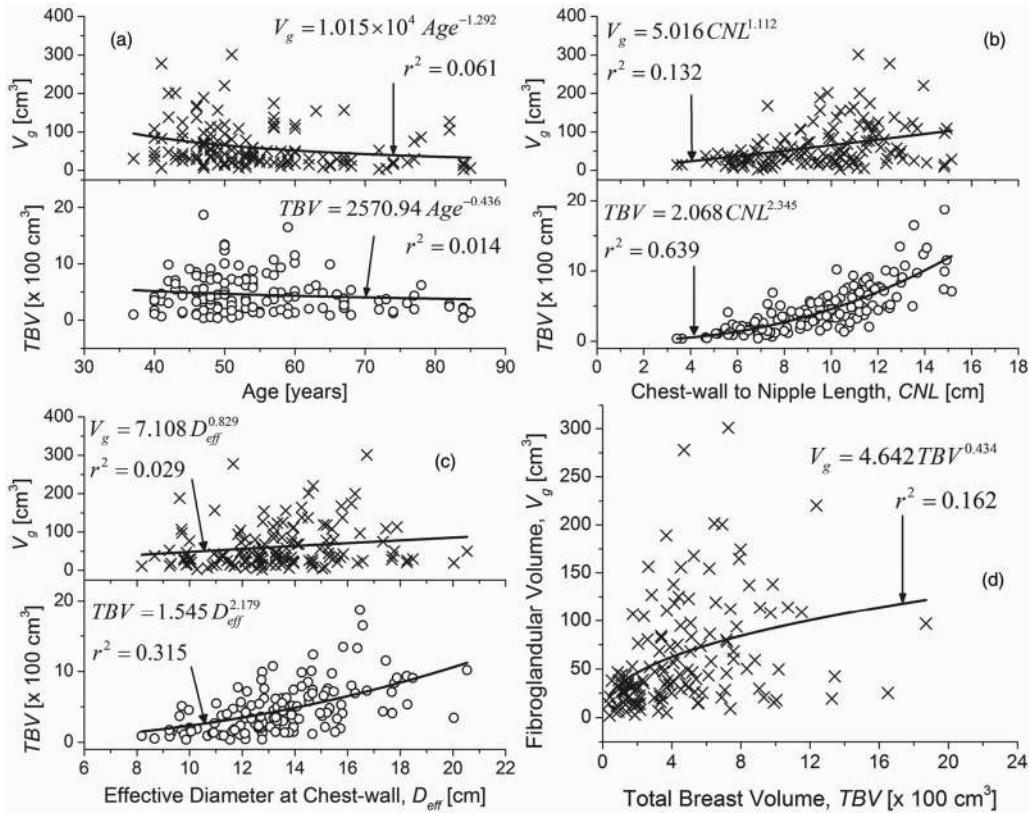 (a)
V_g = 1.015×10^4 Age^-1.292
r^2 = 0.061
400
300
200
100
0
V_g [cm^3]
TBV = 2570.94 Age^-0.436
r^2 = 0.014
20
10
0
TBV [x 100 cm^3]
30 40 50 60 70 80 90
Age [years]
V_g = 5.016 CNL^1.112
(b)
r^2 = 0.132
400
300
200
100
0
V_g [cm^3]
TBV = 2.068 CNL^2.345
r^2 = 0.639
20
10
0
TBV [x 100 cm^3]
0 2 4 6 8 10 12 14 16 18
Chest-wall to Nipple Length, CNL [cm]
V_g = 7.108 D_eff^0.829
(c)
r^2 = 0.029
400
300
200
100
0
V_g [cm^3]
TBV = 1.545 D_eff^2.179
r^2 = 0.315
20
10
0
TBV [x 100 cm^3]
6 8 10 12 14 16 18 20 22
Effective Diameter at Chest-wall, D_eff [cm]
V_g = 4.642 TBV^0.434
r^2 = 0.162
(d)
300
250
200
150
100
50
0
Fibroglandular Volume, V_g [cm^3]
0 4 8 12 16 20
Total Breast Volume, TBV [x 100 cm^3]